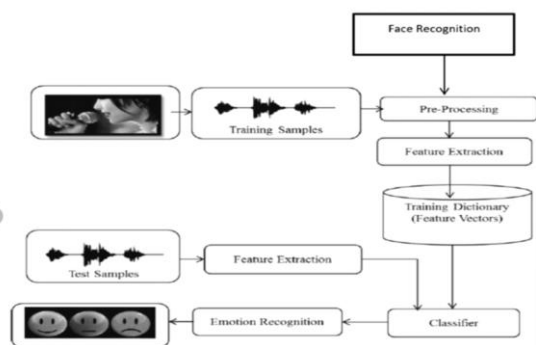 Face Recognition
Training Samples
Pre-Processing
Feature Extraction
Training Dictionary
(Feature Vectors)
Test Samples
Feature Extraction
Emotion Recognition
Classifier